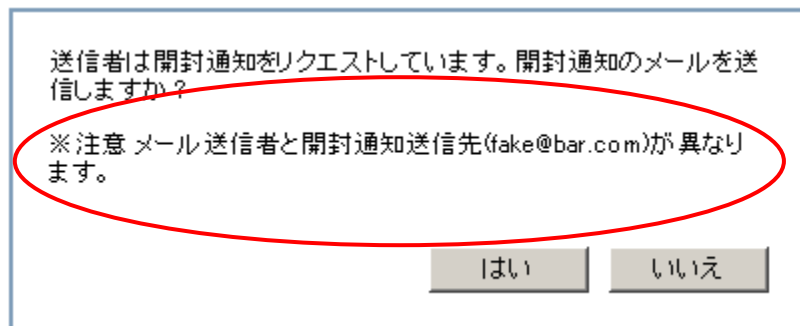 送信者は開封通知をリクエストしています。開封通知のメールを送
信しますか？
※注意 メール送信者と開封通知送信先(fake@bar.com)が異なり
ます。
はい
いいえ